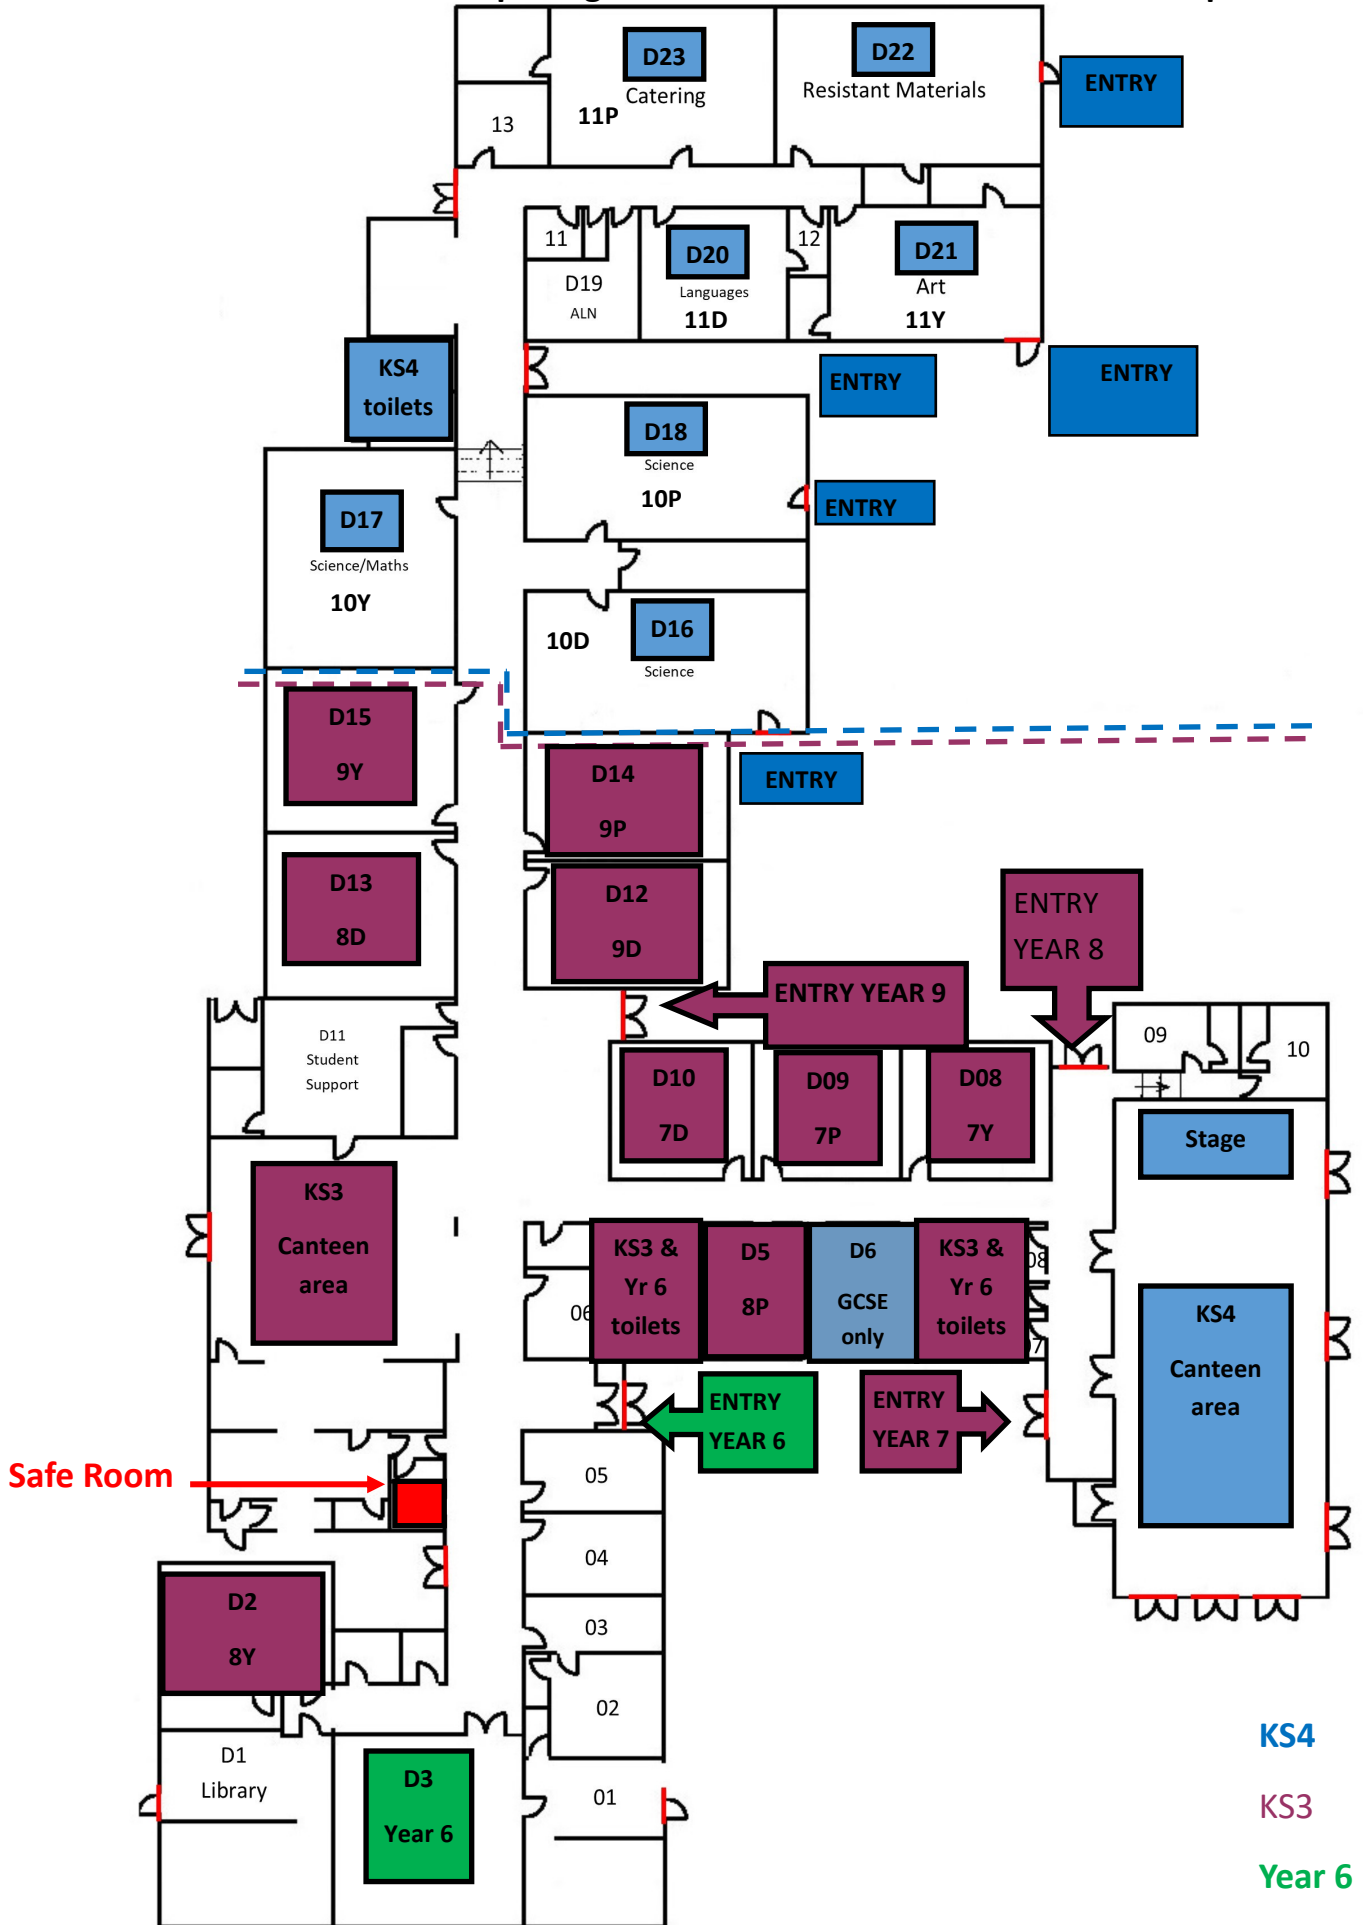 D23
Catering
11P
D22
Resistant Materials
ENTRY
13
11
D19
ALN
D20
Languages
11D
12
D21
Art
11Y
KS4
toilets
ENTRY
ENTRY
D18
Science
10P
ENTRY
D17
Science/Maths
10Y
10D
D16
Science
D15
9Y
D14
9P
ENTRY
D13
8D
D12
9D
ENTRY
YEAR 8
ENTRY YEAR 9
D11
Student
Support
D10
7D
D09
7P
D08
7Y
09
10
Stage
KS3
Canteen
area
06
KS3 &
Yr 6
toilets
D5
8P
D6
GCSE
only
KS3 &
Yr 6
toilets
08
07
KS4
Canteen
area
ENTRY
YEAR 6
ENTRY
YEAR 7
Safe Room
05
04
03
02
01
D2
8Y
D1
Library
D3
Year 6
KS4
KS3
Year 6